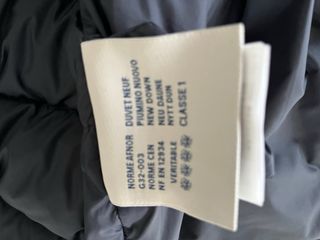 DUVET NEUF
PIUMINO NUOVO
NEW DOWN
NEU DAUNE
NYTT DUN
CLASSE 1
NORME AFNOR
G32-003
NORME CEN
NF EN 12934
VERITABLE